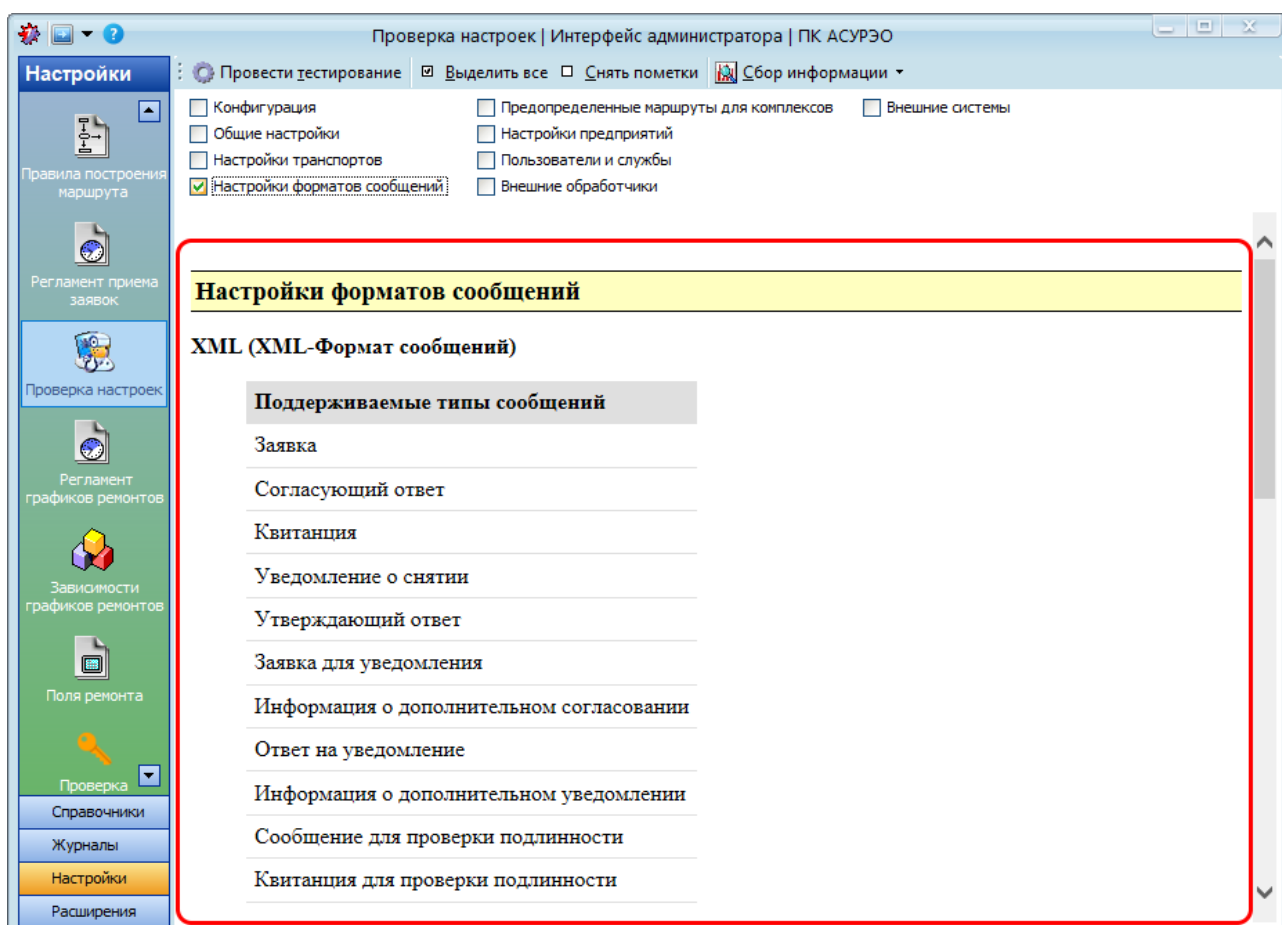 Проверка настроек | Интерфейс администратора | ПК АСУРЭО
Настройки
Провести тестирование Выделить все Снять пометки Сбор информации
Конфигурация Предопределенные маршруты для комплексов Внешние системы
Общие настройки Настройки предприятий
Настройки транспортов Пользователи и службы
Настройки форматов сообщений Внешние обработчики
Правила построения
маршрута
Регламент приема
заявок
Проверка настроек
Регламент
графиков ремонтов
Зависимости
графиков ремонтов
Поля ремонта
Проверка
Справочники
Журналы
Настройки
Расширения
Настройки форматов сообщений
XML (XML-Формат сообщений)
Поддерживаемые типы сообщений
Заявка
Согласующий ответ
Квитанция
Уведомление о снятии
Утверждающий ответ
Заявка для уведомления
Информация о дополнительном согласовании
Ответ на уведомление
Информация о дополнительном уведомлении
Сообщение для проверки подлинности
Квитанция для проверки подлинности